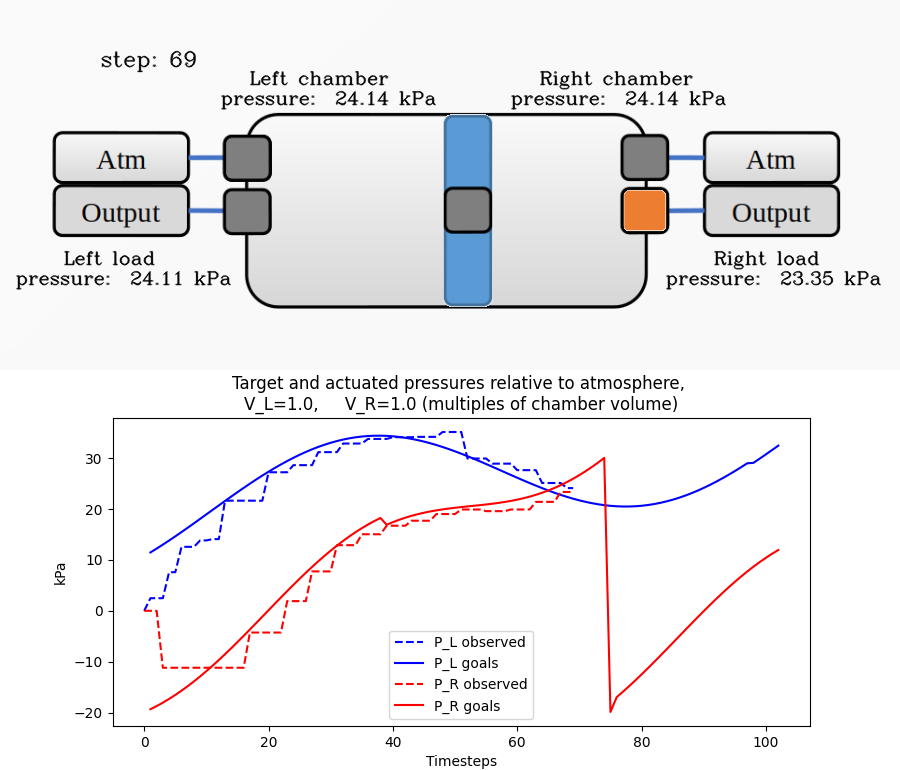 step: 69
Left chamber
pressure: 24.14 kPa
Right chamber
pressure: 24.14 kPa
Atm
Output
Atm
Output
Left load
pressure: 24.11 kPa
Right load
pressure: 23.35 kPa
Target and actuated pressures relative to atmosphere,
V_L=1.0, V_R=1.0 (multiples of chamber volume)
kPa
30
20
10
0
−10
−20
P_L observed
P_L goals
P_R observed
P_R goals
0 20 40 60 80 100
Timesteps